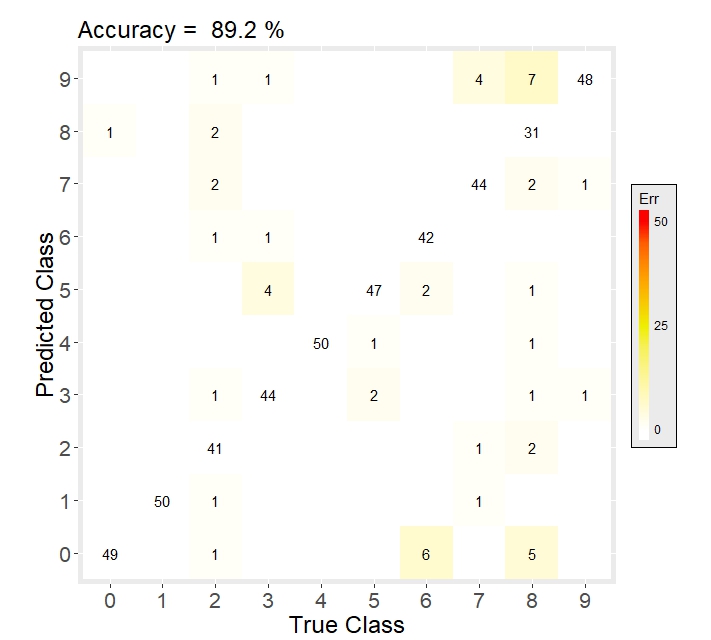 Accuracy =  89.2 %
Predicted Class
9 1 1 4 7 48
8 1 2 31
7 2 44 2 1
6 1 1 42
5 4 47 2 1
4 50 1 1
3 1 44 2 1 1
2 41 1 2
1 50 1 1
0 49 1 6 5
0 1 2 3 4 5 6 7 8 9
True Class
Err
50
25
0